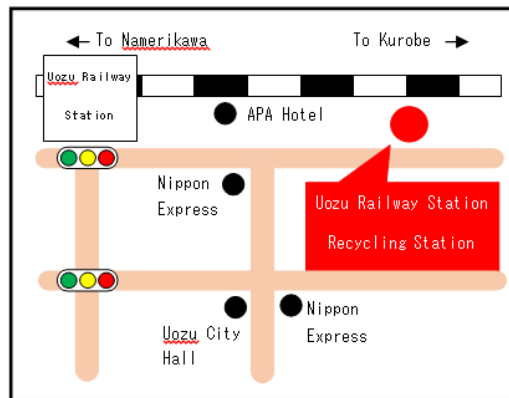 To Namerikawa
To Kurobe
Uozu Railway
Station
APA Hotel
Nippon
Express
Uozu Railway Station
Recycling Station
Uozu City
Hall
Nippon
Express